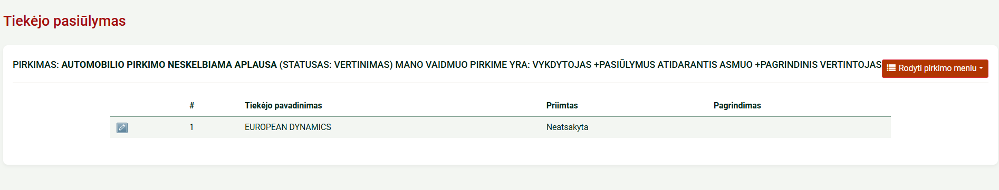 Tiekėjo pasiūlymas
PIRKIMAS: AUTOMOBILIO PIRKIMO NESKELBIAMA APLAUSA (STATUSAS: VERTINIMAS) MANO VAIDMUO PIRKIME YRA: VYKDYTOJAS +PASIŪLYMUS ATIDARANTIS ASMUO +PAGRINDINIS VERTINTOJAS Rodyti pirkimo meniu
# Tiekėjo pavadinimas Priimtas Pagrindimas
1 EUROPEAN DYNAMICS Neatsakyta